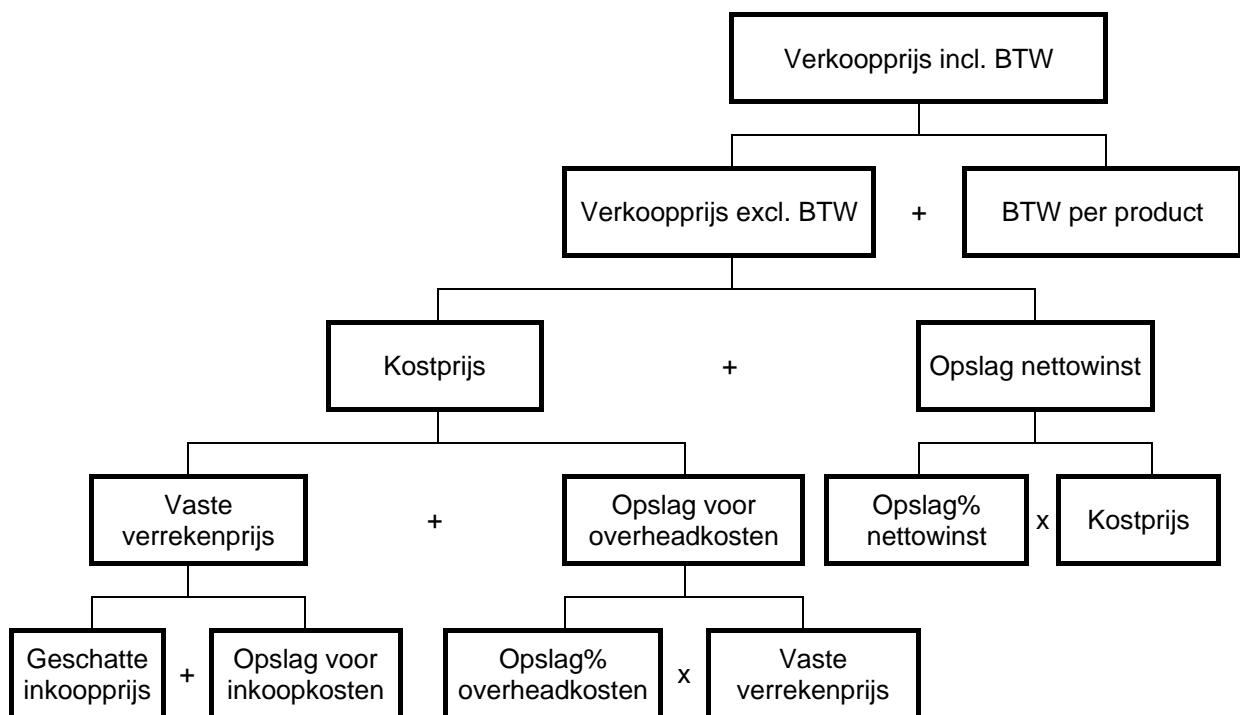 Verkoopprijs incl. BTW
Verkoopprijs excl. BTW
+
BTW per product
Kostprijs
+
Opslag nettowinst
Vaste
verrekenprijs
+
Opslag voor
overheadkosten
Opslag%
nettowinst
x
Kostprijs
Geschatte
inkoopprijs
+
Opslag voor
inkoopkosten
Opslag%
overheadkosten
x
Vaste
verrekenprijs